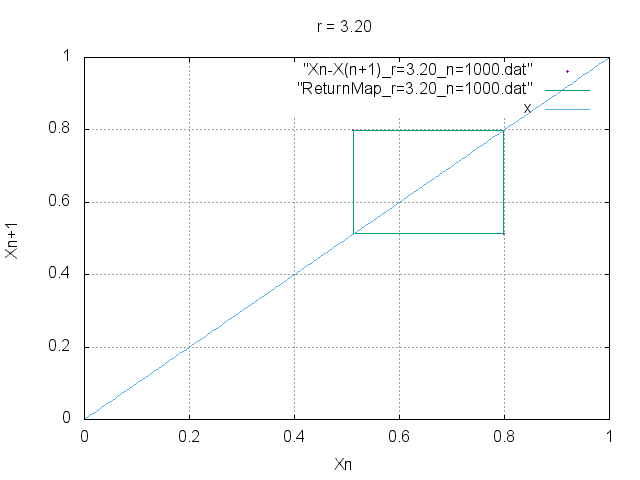 r = 3.20
"Xn-X(n+1)_r=3.20_n=1000.dat"
"ReturnMap_r=3.20_n=1000.dat"
x
1
0.8
0.6
0.4
0.2
0
Xn+1
0 0.2 0.4 0.6 0.8 1
Xn